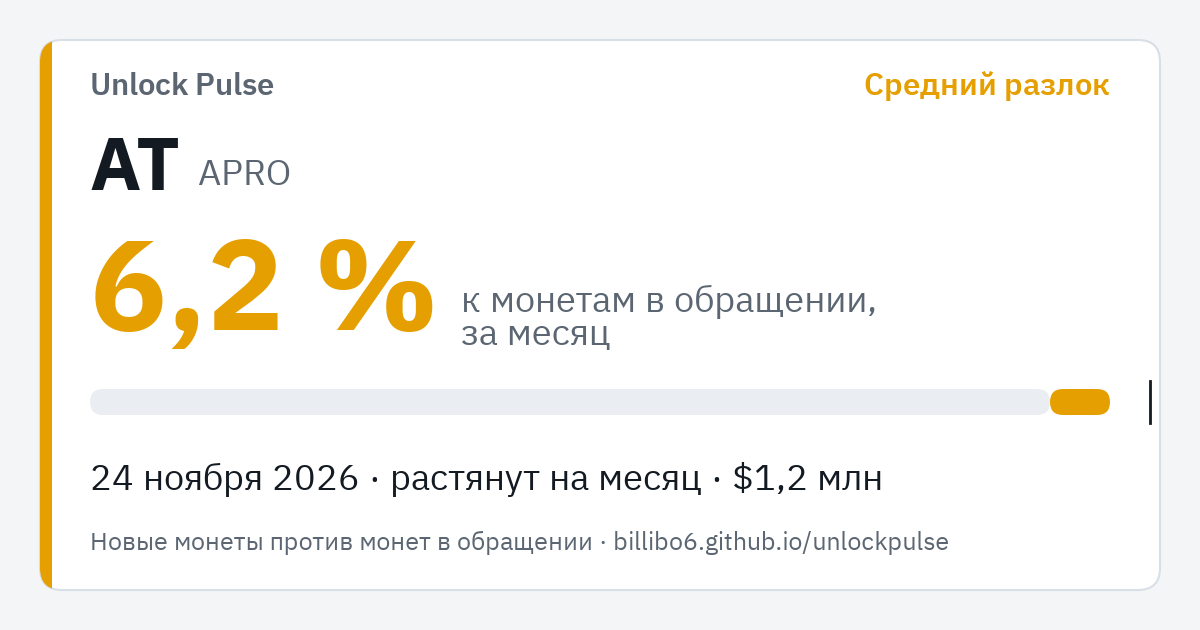 Unlock Pulse
Средний разлок
AT APRO
6,2 % к монетам в обращении,
за месяц
24 ноября 2026 · растянут на месяц · $1,2 млн
Новые монеты против монет в обращении · billibo6.github.io/unlockpulse